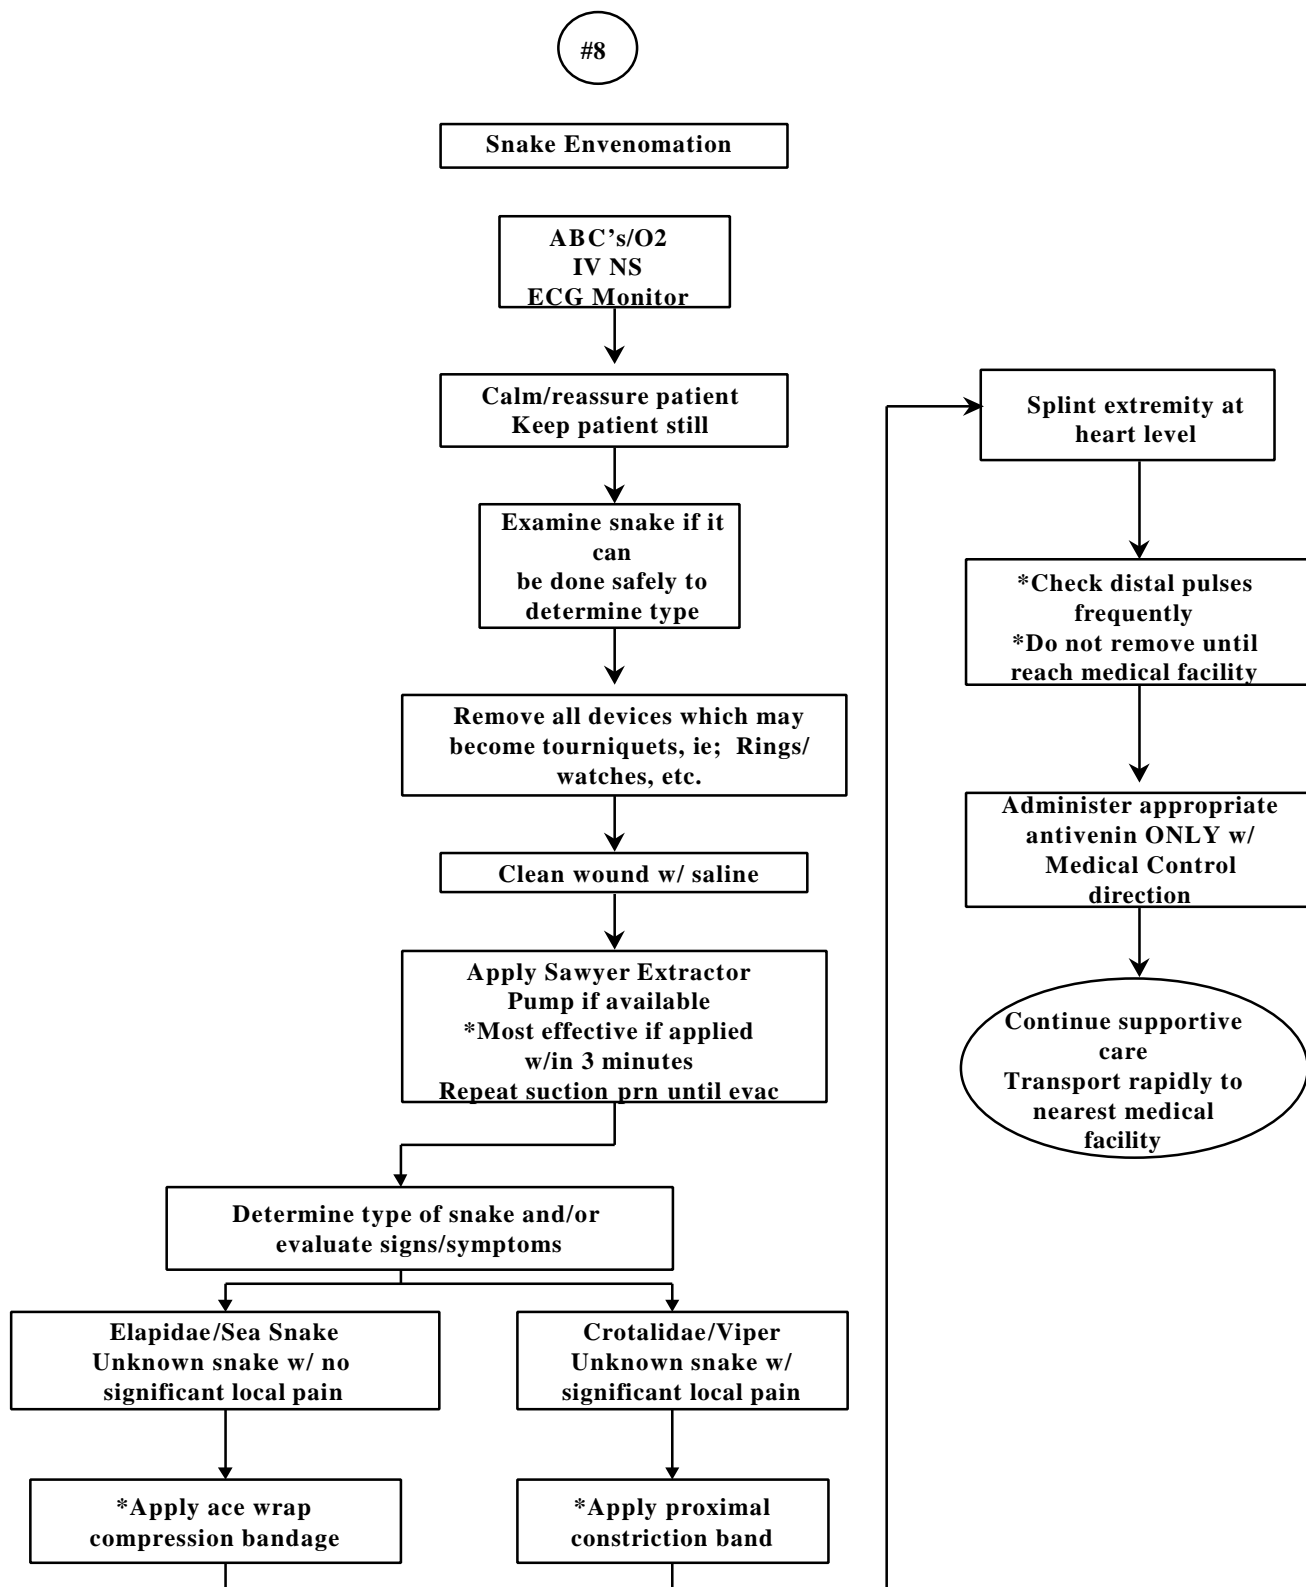 #8
Snake Envenomation
ABC's/O2
IV NS
ECG Monitor
Calm/reassure patient
Keep patient still
Examine snake if it
can
be done safely to
determine type
Remove all devices which may
become tourniquets, ie; Rings/
watches, etc.
Clean wound w/ saline
Apply Sawyer Extractor
Pump if available
*Most effective if applied
w/in 3 minutes
Repeat suction prn until evac
Determine type of snake and/or
evaluate signs/symptoms
Elapidae/Sea Snake
Unknown snake w/ no
significant local pain
Crotalidae/Viper
Unknown snake w/
significant local pain
*Apply ace wrap
compression bandage
*Apply proximal
constriction band
Splint extremity at
heart level
*Check distal pulses
frequently
*Do not remove until
reach medical facility
Administer appropriate
antivenin ONLY w/
Medical Control
direction
Continue supportive
care
Transport rapidly to
nearest medical
facility